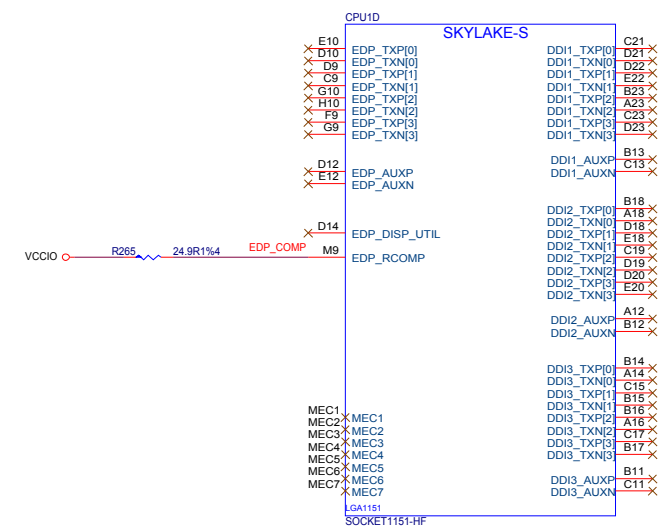 CPU1D
SKYLAKE-S
E10 EDP_TXP[0] DDI1_TXP[0] C21
D10 EDP_TXN[0] DDI1_TXN[0] D21
D9 EDP_TXP[1] DDI1_TXP[1] D22
C9 EDP_TXN[1] DDI1_TXN[1] E22
G10 EDP_TXP[2] DDI1_TXP[2] B23
H10 EDP_TXN[2] DDI1_TXN[2] A23
F9 EDP_TXP[3] DDI1_TXP[3] C23
G9 EDP_TXN[3] DDI1_TXN[3] D23
DDI1_AUXP B13
D12 EDP_AUXP DDI1_AUXN C13
E12 EDP_AUXN
DDI2_TXP[0] B18
DDI2_TXN[0] A18
D14 EDP_DISP_UTIL DDI2_TXP[1] D18
DDI2_TXN[1] E18
VCCIO R265 24.9R1%4 EDP_COMP M9 EDP_RCOMP DDI2_TXP[2] C19
DDI2_TXN[2] D19
DDI2_TXP[3] D20
DDI2_TXN[3] E20
DDI2_AUXP A12
DDI2_AUXN B12
DDI3_TXP[0] B14
DDI3_TXN[0] A14
DDI3_TXP[1] C15
DDI3_TXN[1] B15
MEC1 MEC1 DDI3_TXP[2] B16
MEC2 MEC2 DDI3_TXN[2] A16
MEC3 MEC3 DDI3_TXP[3] C17
MEC4 MEC4 DDI3_TXN[3] B17
MEC5 MEC5
MEC6 MEC6 DDI3_AUXP B11
MEC7 MEC7 DDI3_AUXN C11
LGA1151
SOCKET1151-HF